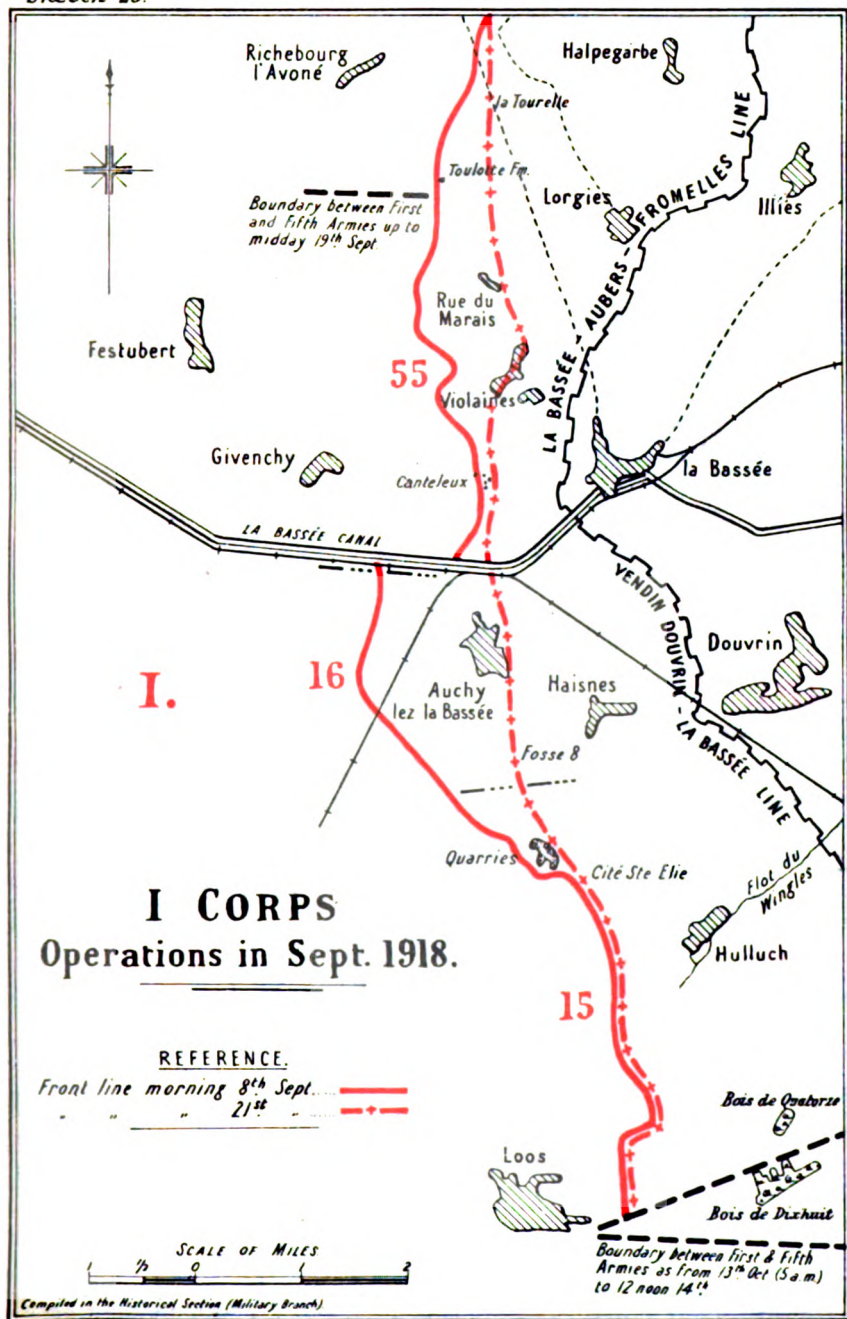 Richebourg
l'Avoné
Halpegarbe
la Tourelle
Toulotte Fm.
Boundary between First
and Fifth Armies up to
midday 19th Sept.
Lorgies
Illies
LA BASSÉE - AUBERS - FROMELLES LINE
Rue du
Marais
Festubert
55
Violaines
Givenchy
Canteleux
la Bassée
LA BASSÉE CANAL
VENDIN DOUVRIN - LA BASSÉE LINE
Douvrin
I.
16
Auchy
lez la Bassée
Haisnes
Fosse 8
Quarries
Cité Ste Elie
Flot du
Wingles
Hulluch
I CORPS
Operations in Sept. 1918.
15
REFERENCE.
Front line morning 8th Sept.....
" " " 21st "
Bois de Quatorze
Loos
Bois de Dixhuit
Boundary between First & Fifth
Armies as from 13th Oct (5 a.m)
to 12 noon 14th
SCALE OF MILES
1 ½ 0 1 2
Compiled in the Historical Section (Military Branch)